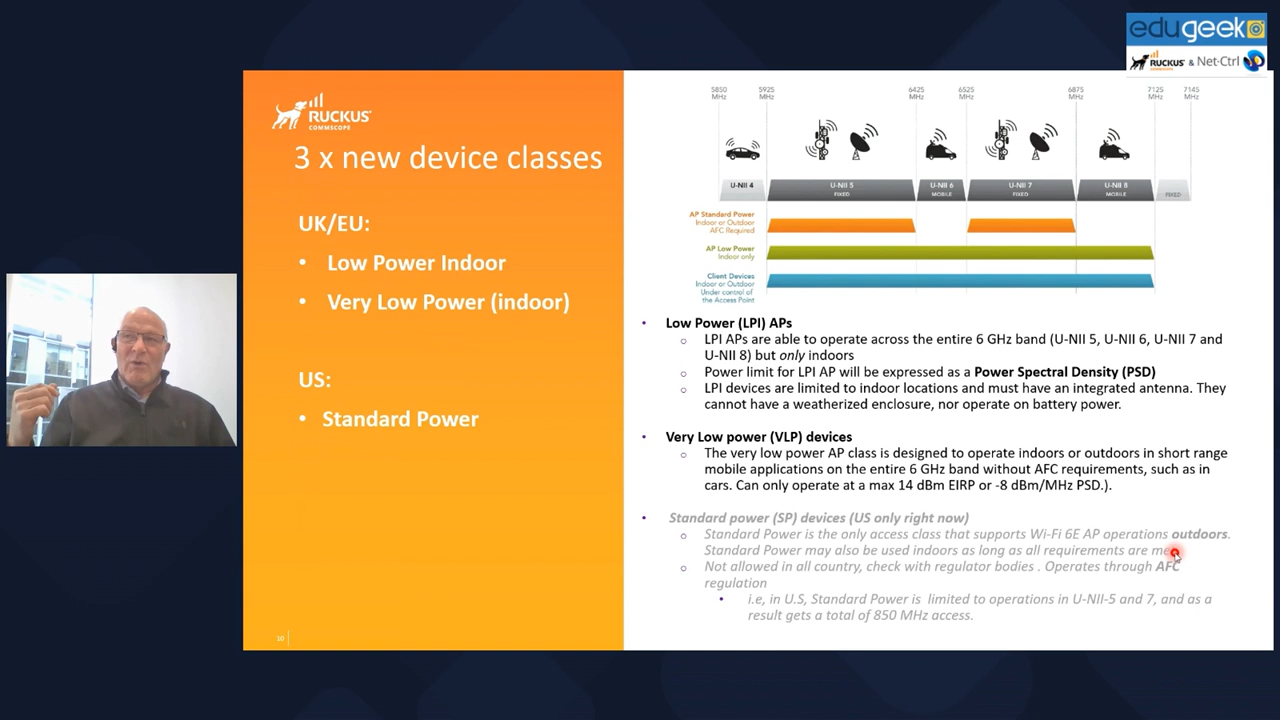 edugeek
RUCKUS & Net-Ctrl
COMMSCOPE
RUCKUS
COMMSCOPE
3 x new device classes
UK/EU:
• Low Power Indoor
• Very Low Power (indoor)
US:
• Standard Power
10
5850 MHz 5925 MHz 6425 MHz 6525 MHz 6875 MHz 7125 MHz 7145 MHz
U-NII 4 U-NII 5 FIXED U-NII 6 MOBILE U-NII 7 FIXED U-NII 8 MOBILE FIXED
AP Standard Power
Indoor or Outdoor
AFC Required
AP Low Power
Indoor only
Client Devices
Indoor or Outdoor
Under control of
the Access Point
• Low Power (LPI) APs
○ LPI APs are able to operate across the entire 6 GHz band (U-NII 5, U-NII 6, U-NII 7 and
U-NII 8) but only indoors
○ Power limit for LPI AP will be expressed as a Power Spectral Density (PSD)
○ LPI devices are limited to indoor locations and must have an integrated antenna. They
cannot have a weatherized enclosure, nor operate on battery power.
• Very Low power (VLP) devices
○ The very low power AP class is designed to operate indoors or outdoors in short range
mobile applications on the entire 6 GHz band without AFC requirements, such as in
cars. Can only operate at a max 14 dBm EIRP or -8 dBm/MHz PSD.).
• Standard power (SP) devices (US only right now)
○ Standard Power is the only access class that supports Wi-Fi 6E AP operations outdoors.
Standard Power may also be used indoors as long as all requirements are
○ Not allowed in all country, check with regulator bodies . Operates through AFC
regulation
• i.e, in U.S, Standard Power is limited to operations in U-NII-5 and 7, and as a
result gets a total of 850 MHz access.